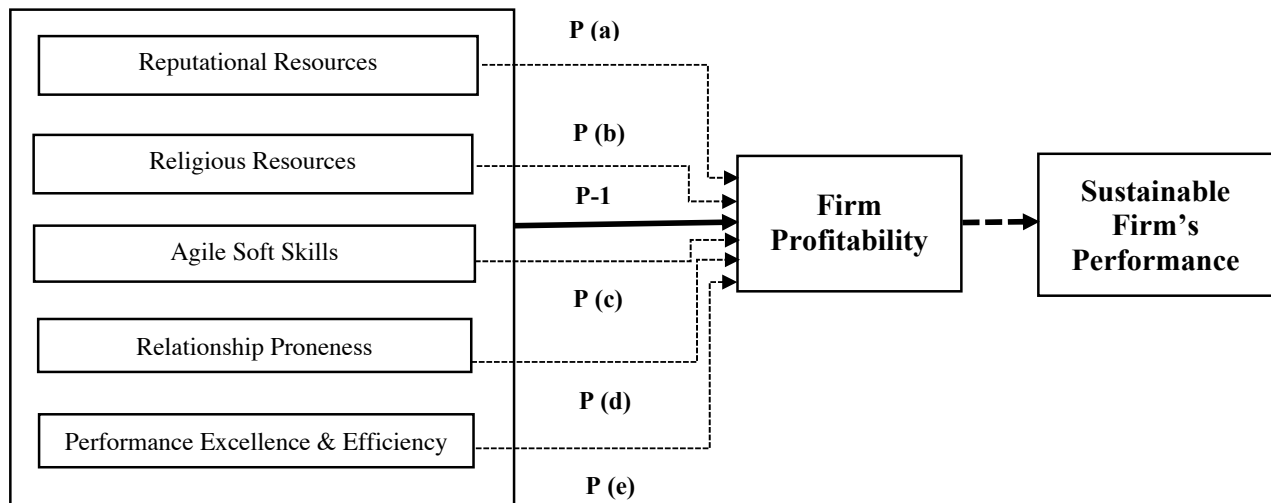 P (a)
Reputational Resources
P (b)
Religious Resources
P-1
Agile Soft Skills
P (c)
Relationship Proneness
P (d)
Performance Excellence & Efficiency
P (e)
Firm
Profitability
Sustainable
Firm’s
Performance